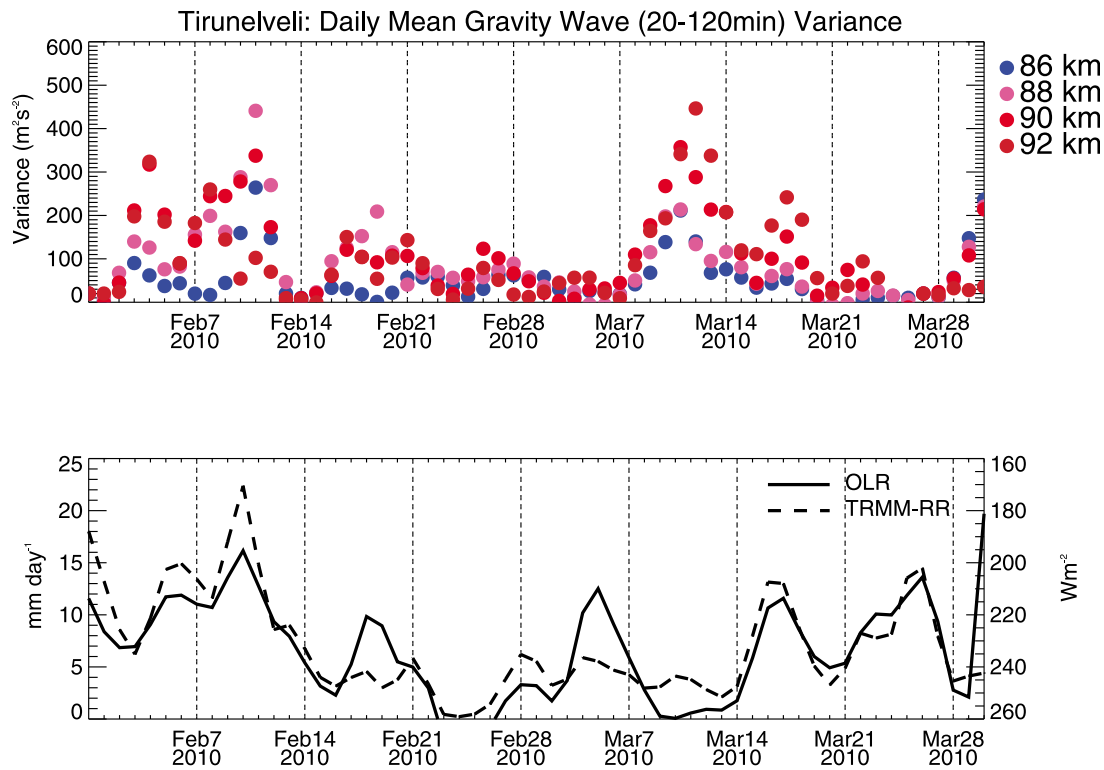 Tirunelveli: Daily Mean Gravity Wave (20-120min) Variance
600
500
400
300
200
100
0
Variance (m²s⁻²)
86 km
88 km
90 km
92 km
Feb7 Feb14 Feb21 Feb28 Mar7 Mar14 Mar21 Mar28
2010 2010 2010 2010 2010 2010 2010 2010
25
20
15
10
5
0
mm day⁻¹
OLR
TRMM-RR
160
180
200
220
240
260
Wm⁻²
Feb7 Feb14 Feb21 Feb28 Mar7 Mar14 Mar21 Mar28
2010 2010 2010 2010 2010 2010 2010 2010